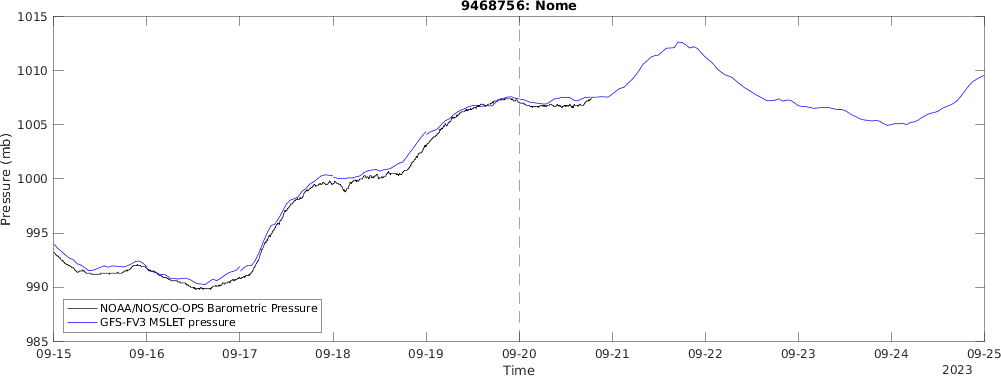 9468756: Nome
1015
1010
1005
1000
995
990
985
Pressure (mb)
NOAA/NOS/CO-OPS Barometric Pressure
GFS-FV3 MSLET pressure
09-15 09-16 09-17 09-18 09-19 09-20 09-21 09-22 09-23 09-24 09-25
Time
2023